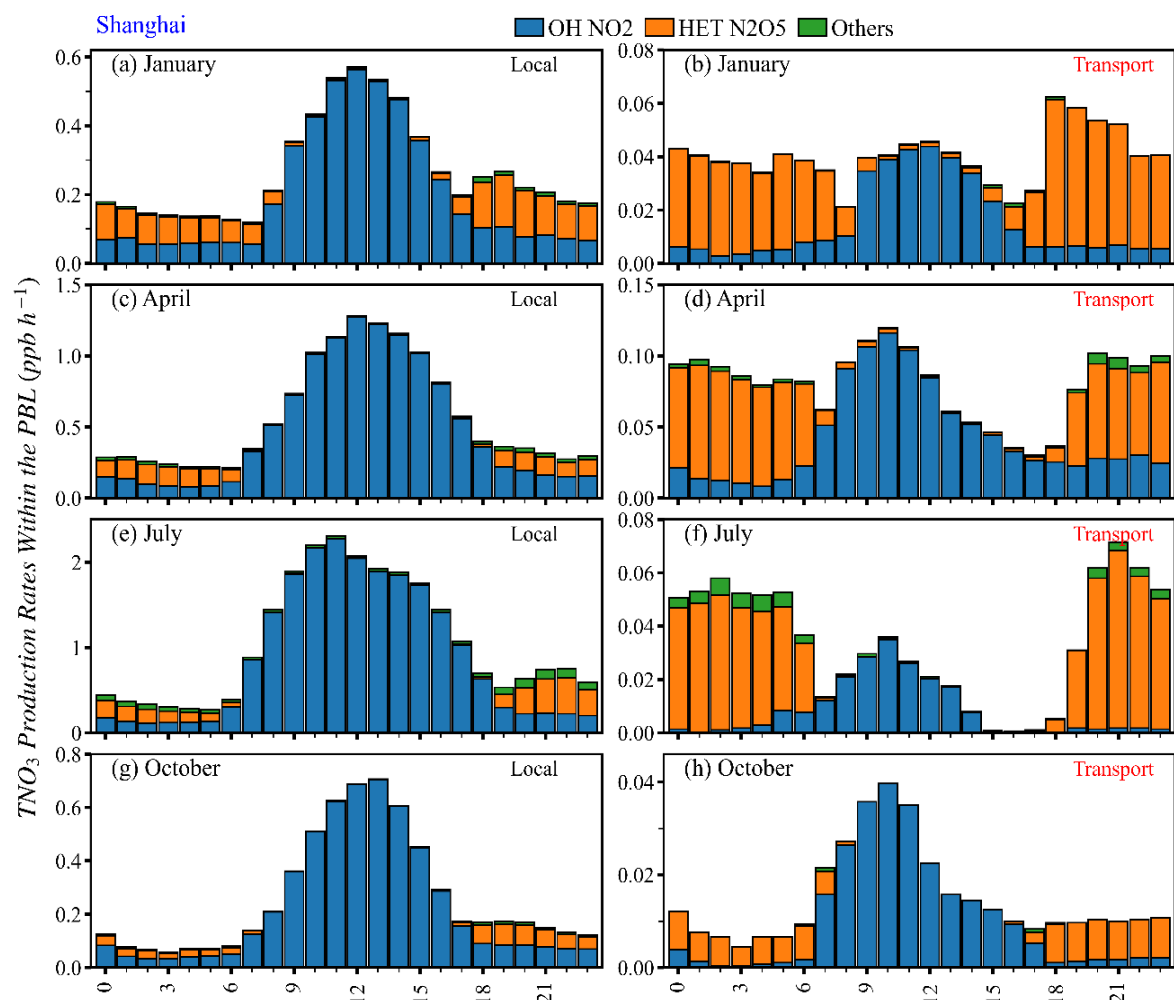 Shanghai
OH NO2 HET N2O5 Others
(a) January Local
0.6
0.4
0.2
0.0
(b) January Transport
0.08
0.06
0.04
0.02
0.00
(c) April Local
1.5
1.0
0.5
0.0
(d) April Transport
0.15
0.10
0.05
0.00
(e) July Local
2
1
0
(f) July Transport
0.08
0.06
0.04
0.02
0.00
(g) October Local
0.8
0.6
0.4
0.2
0.0
(h) October Transport
0.04
0.02
0.00
TNO₃ Production Rates Within the PBL (ppb h⁻¹)
0 3 6 9 12 15 18 21
0 3 6 9 12 15 18 21